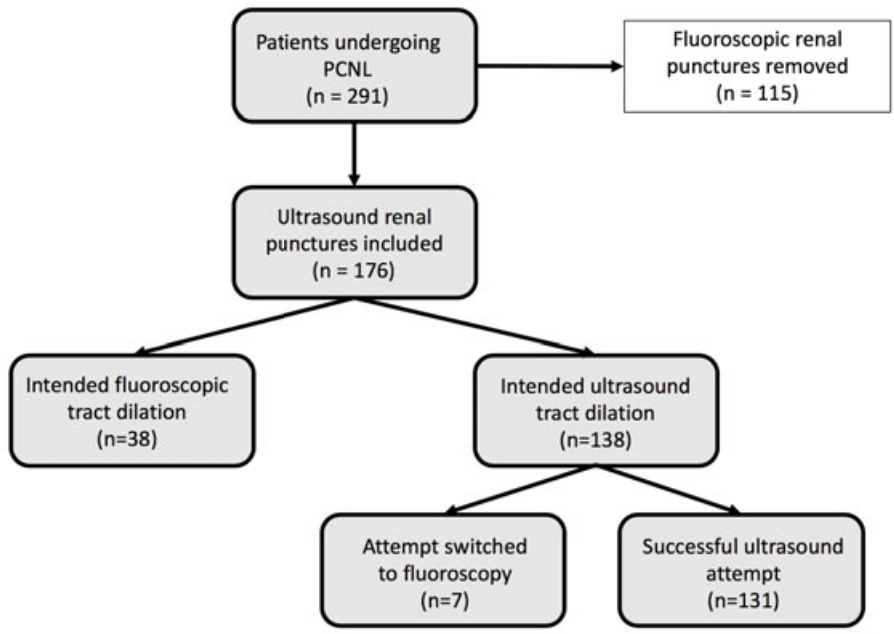 Patients undergoing
PCNL
(n = 291)
Fluoroscopic renal
punctures removed
(n = 115)
Ultrasound renal
punctures included
(n = 176)
Intended fluoroscopic
tract dilation
(n=38)
Intended ultrasound
tract dilation
(n=138)
Attempt switched
to fluoroscopy
(n=7)
Successful ultrasound
attempt
(n=131)